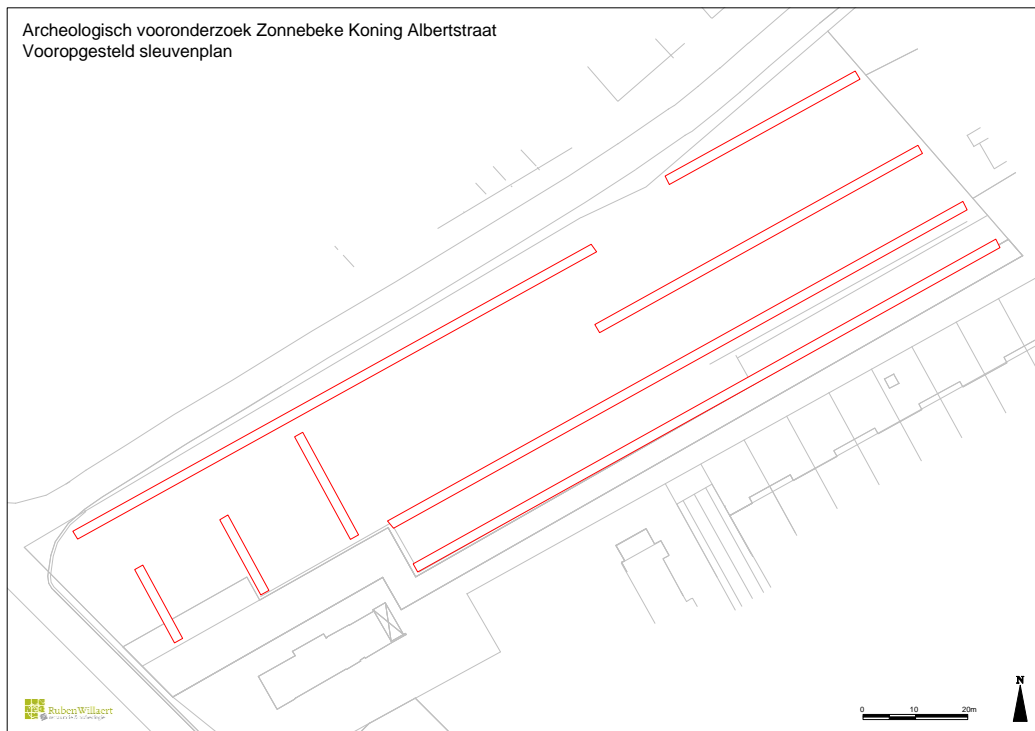 Archeologisch vooronderzoek Zonnebeke Koning Albertstraat
Vooropgesteld sleuvenplan
N
RubenWillaert
0 10 20m